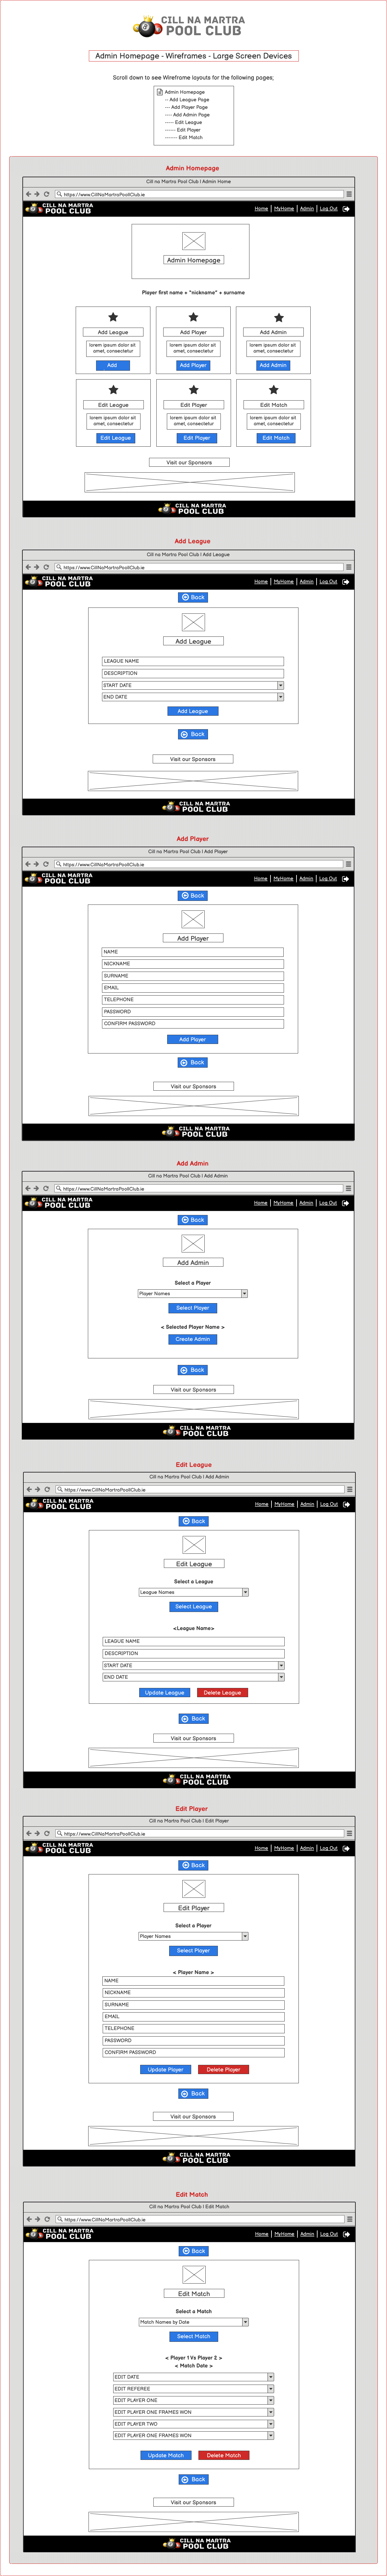 CILL NA MARTRA
POOL CLUB
Admin Homepage - Wireframes - Large Screen Devices
Scroll down to see Wireframe layouts for the following pages;
Admin Homepage
-- Add League Page
--- Add Player Page
---- Add Admin Page
----- Edit League
------ Edit Player
------- Edit Match
Admin Homepage
Cill na Martra Pool Club | Admin Home
https://www.CillNaMartraPoolClub.ie
CILL NA MARTRA
POOL CLUB
Home MyHome Admin Log Out
Admin Homepage
Player first name + "nickname" + surname
Add League Add Player Add Admin
lorem ipsum dolor sit lorem ipsum dolor sit lorem ipsum dolor sit
amet, consectetur amet, consectetur amet, consectetur
Add Add Player Add Admin
Edit League Edit Player Edit Match
lorem ipsum dolor sit lorem ipsum dolor sit lorem ipsum dolor sit
amet, consectetur amet, consectetur amet, consectetur
Edit League Edit Player Edit Match
Visit our Sponsors
CILL NA MARTRA
POOL CLUB
Add League
Cill na Martra Pool Club | Add League
https://www.CillNaMartraPoollClub.ie
CILL NA MARTRA
POOL CLUB
Home MyHome Admin Log Out
Back
Add League
LEAGUE NAME
DESCRIPTION
START DATE
END DATE
Add League
Back
Visit our Sponsors
CILL NA MARTRA
POOL CLUB
Add Player
Cill na Martra Pool Club | Add Player
https://www.CillNaMartraPoollClub.ie
CILL NA MARTRA
POOL CLUB
Home MyHome Admin Log Out
Back
Add Player
NAME
NICKNAME
SURNAME
EMAIL
TELEPHONE
PASSWORD
CONFIRM PASSWORD
Add Player
Back
Visit our Sponsors
CILL NA MARTRA
POOL CLUB
Add Admin
Cill na Martra Pool Club | Add Admin
https://www.CillNaMartraPoollClub.ie
CILL NA MARTRA
POOL CLUB
Home MyHome Admin Log Out
Back
Add Admin
Select a Player
Player Names
Select Player
< Selected Player Name >
Create Admin
Back
Visit our Sponsors
CILL NA MARTRA
POOL CLUB
Edit League
Cill na Martra Pool Club | Add Admin
https://www.CillNaMartraPoollClub.ie
CILL NA MARTRA
POOL CLUB
Home MyHome Admin Log Out
Back
Edit League
Select a League
League Names
Select League
<League Name>
LEAGUE NAME
DESCRIPTION
START DATE
END DATE
Update League Delete League
Back
Visit our Sponsors
CILL NA MARTRA
POOL CLUB
Edit Player
Cill na Martra Pool Club | Edit Player
https://www.CillNaMartraPoollClub.ie
CILL NA MARTRA
POOL CLUB
Home MyHome Admin Log Out
Back
Edit Player
Select a Player
Player Names
Select Player
< Player Name >
NAME
NICKNAME
SURNAME
EMAIL
TELEPHONE
PASSWORD
CONFIRM PASSWORD
Update Player Delete Player
Back
Visit our Sponsors
CILL NA MARTRA
POOL CLUB
Edit Match
Cill na Martra Pool Club | Edit Match
https://www.CillNaMartraPoollClub.ie
CILL NA MARTRA
POOL CLUB
Home MyHome Admin Log Out
Back
Edit Match
Select a Match
Match Names by Date
Select Match
< Player 1 Vs Player 2 >
< Match Date >
EDIT DATE
EDIT REFEREE
EDIT PLAYER ONE
EDIT PLAYER ONE FRAMES WON
EDIT PLAYER TWO
EDIT PLAYER ONE FRAMES WON
Update Match Delete Match
Back
Visit our Sponsors
CILL NA MARTRA
POOL CLUB